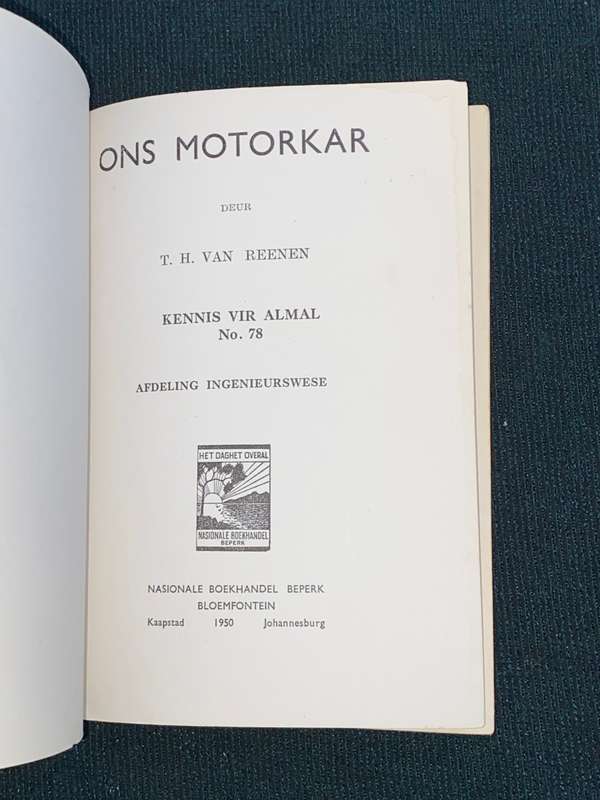 ONS MOTORKAR
DEUR
T. H. VAN REENEN
KENNIS VIR ALMAL
No. 78
AFDELING INGENIEURSWESE
HET DAGHET OVERAL
NASIONALE BOEKHANDEL
BEPERK
NASIONALE BOEKHANDEL BEPERK
BLOEMFONTEIN
Kaapstad 1950 Johannesburg